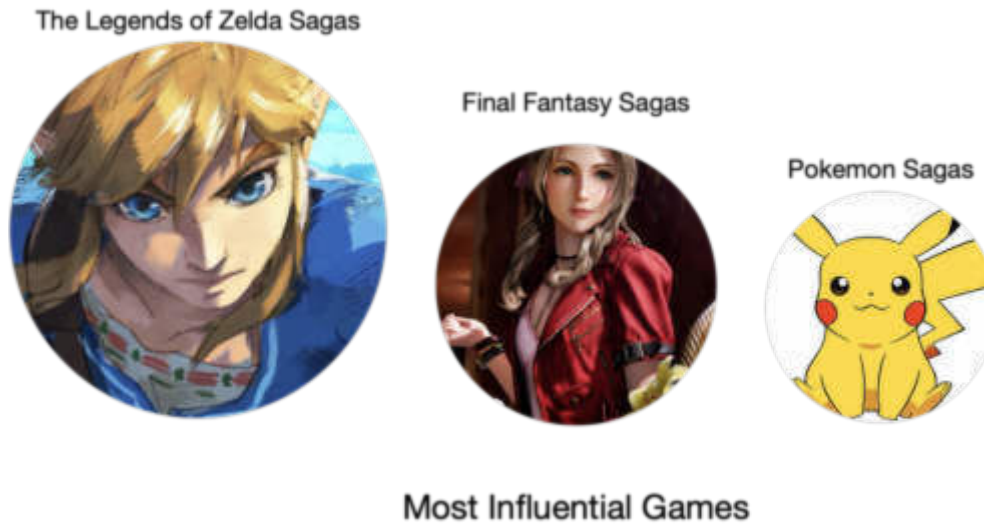 The Legends of Zelda Sagas
Final Fantasy Sagas
Pokemon Sagas
Most Influential Games